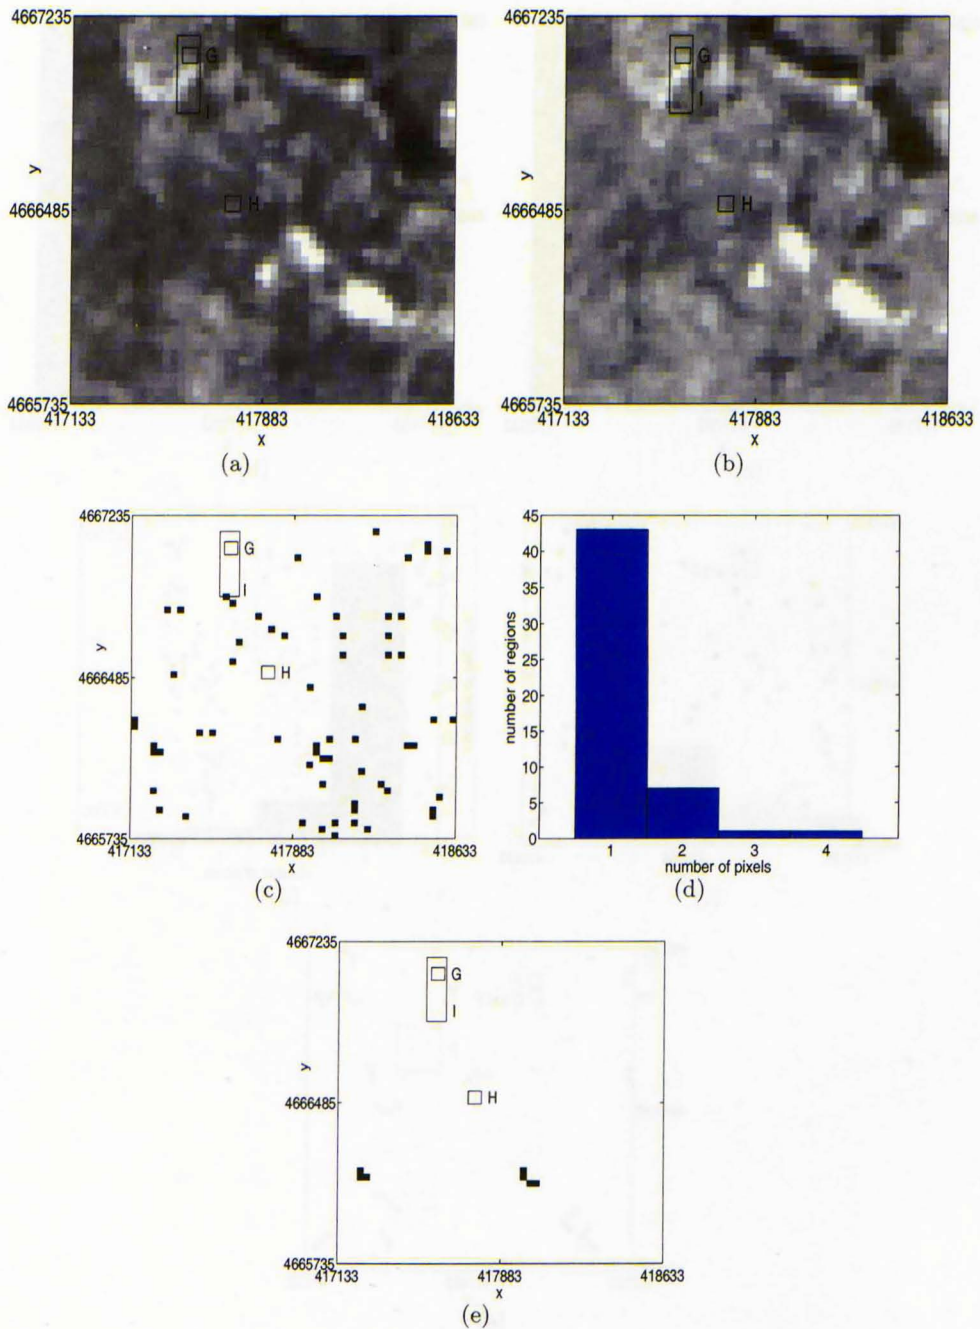 4667235
G
I
y
H
4666485
4665735
417133
417883
418633
x
(a)
4667235
G
I
y
H
4666485
4665735
417133
417883
418633
x
(b)
4667235
G
I
y
H
4666485
4665735
417133
417883
418633
x
(c)
45
40
35
30
25
20
15
10
5
0
number of regions
1 2 3 4
number of pixels
(d)
4667235
G
I
y
H
4666485
4665735
417133
417883
418633
x
(e)